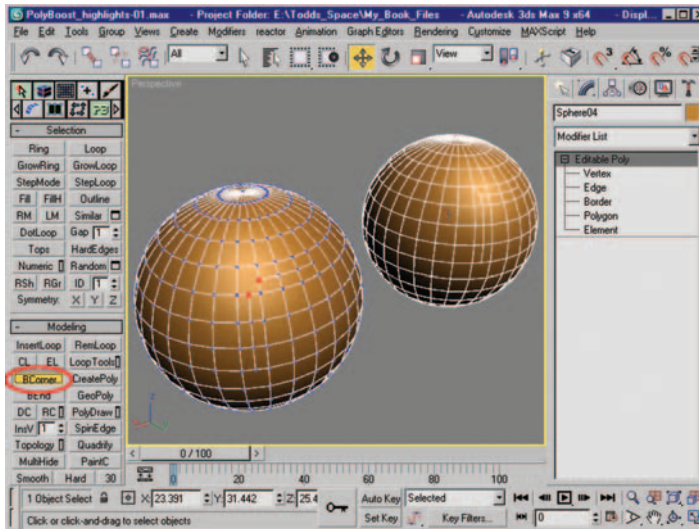 PolyBoost_highlights-01.max - Project Folder: E:\Todds_Space\My_Book_Files - Autodesk 3ds Max 9 x64 - Displ...
File Edit Tools Group Views Create Modifiers reactor Animation Graph Editors Rendering Customize MAXScript Help
All View
Perspective
Selection
Ring Loop
GrowRing GrowLoop
StepMode StepLoop
Fill FillH Outline
RM LM Similar
DotLoop Gap 1
Tops HardEdges
Numeric Random
RSh RGr ID 1
Symmetry: X Y Z
Modeling
InsertLoop RemLoop
CL EL LoopTools
BCorner CreatePoly
BEnd GeoPoly
DC RC PolyDraw
InsV 1 SpinEdge
Topology Quadrify
MultiHide PaintC
Smooth Hard 30
Sphere04
Modifier List
Editable Poly
Vertex
Edge
Border
Polygon
Element
z
0 / 100
0 20 40 60 80 100
1 Object Select X: 23.391 Y: 31.442 Z: 25.4 Auto Key Selected
Click or click-and-drag to select objects Set Key Key Filters... 0